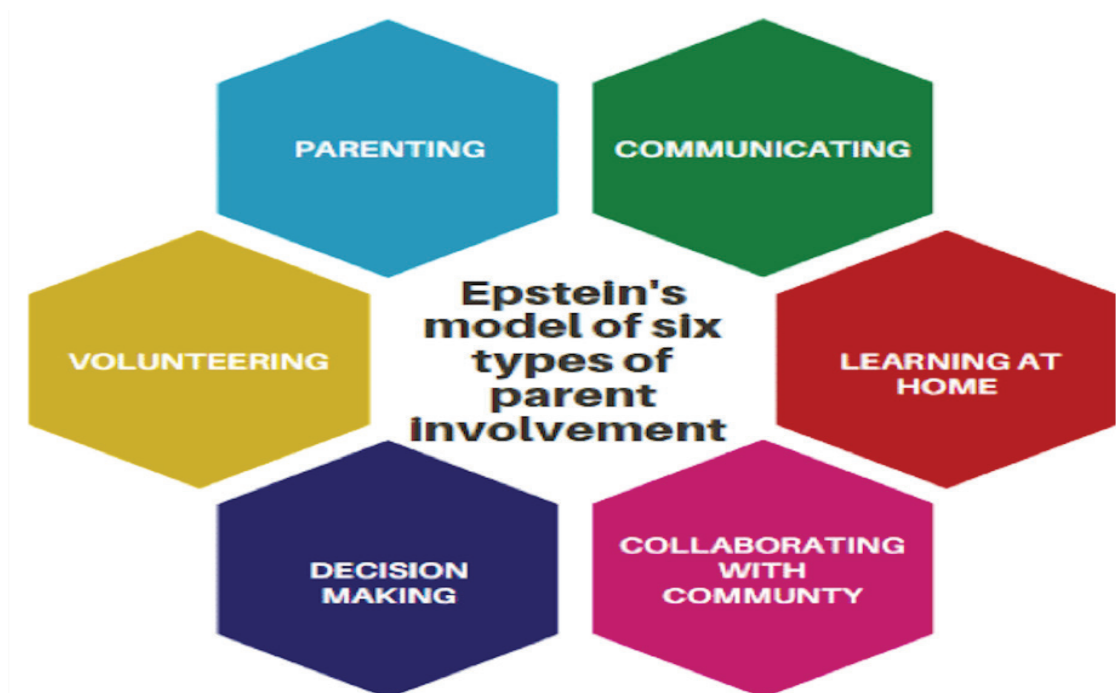 PARENTING
COMMUNICATING
VOLUNTEERING
Epstein's
model of six
types of
parent
involvement
LEARNING AT
HOME
DECISION
MAKING
COLLABORATING
WITH
COMMUNTY